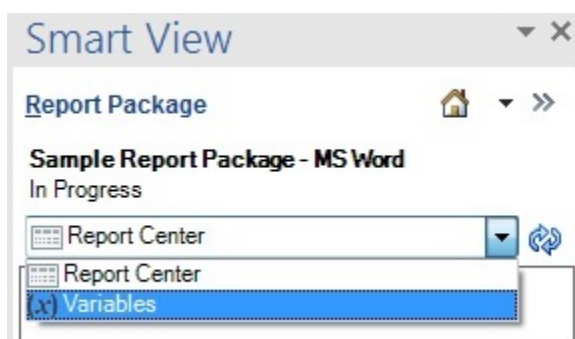 Smart View
Report Package
Sample Report Package - MS Word
In Progress
Report Center
Report Center
(x) Variables